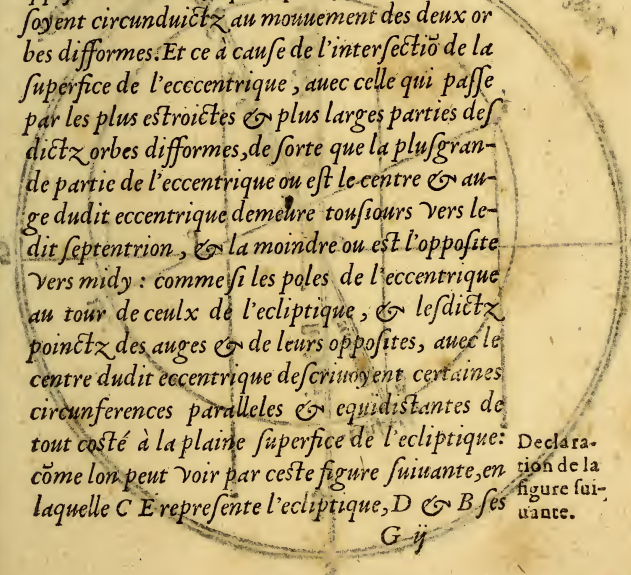 ſoyent circunduictz au mouuement des deux or
bes difformes: Et ce à cauſe de l'interſectiō de la
ſuperfice de l'ecccentrique, auec celle qui paſſe
par les plus eſtroictes & plus larges parties deſ
dictz orbes difformes, de ſorte que la pluſgran-
de partie de l'eccentrique ou eſt le centre & au-
ge dudit eccentrique demeure touſiours vers le-
dit ſeptentrion, & la moindre ou eſt l'oppoſite
vers midy : comme ſi les poles de l'eccentrique
au tour de ceulx de l'ecliptique, & leſdictz
poinctz des auges & de leurs oppoſites, auec le
centre dudit eccentrique deſcriuoyent certaines
circunferences paralleles & equidiſtantes de
tout coſté à la plaine ſuperfice de l'ecliptique:
cōme lon peut voir par ceſte figure ſuiuante, en
laquelle C E repreſente l'ecliptique, D & B ſes
G ij
Declara-
tion de la
figure ſui-
uante.